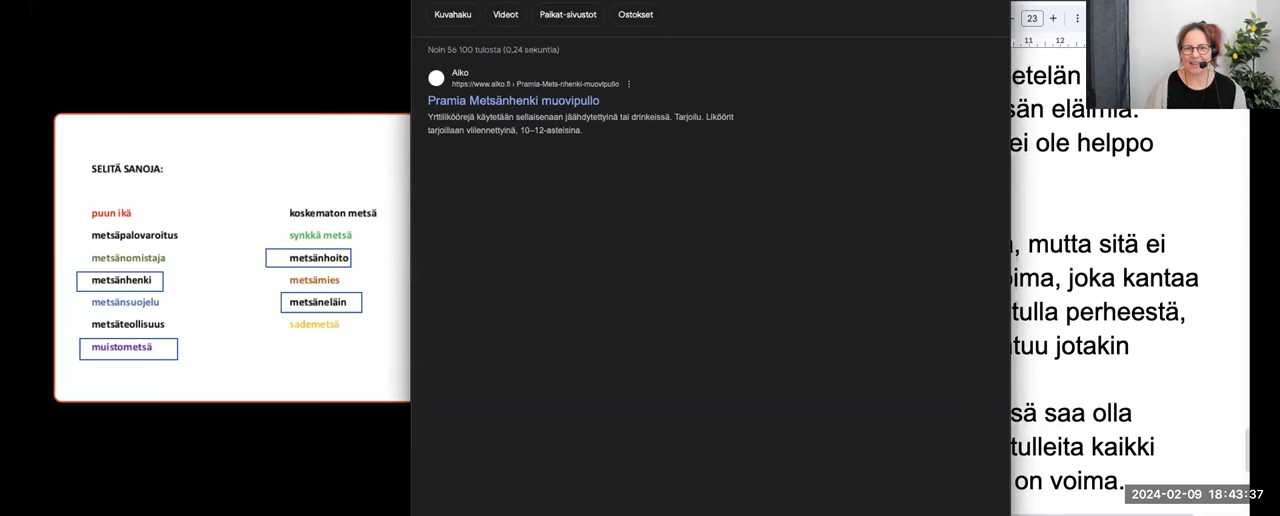 SELITÄ SANOJA:
puun ikä
metsäpalovaroitus
metsänomistaja
metsänhenki
metsänsuojelu
metsäteollisuus
muistometsä
koskematon metsä
synkkä metsä
metsänhoito
metsämies
metsäneläin
sademetsä
Kuvahaku Videot Paikat-sivustot Ostokset
Noin 56 100 tulosta (0,24 sekuntia)
Alko
https://www.alko.fi › Pramia-Mets-nhenki-muovipullo
Pramia Metsänhenki muovipullo
Yrttiliköörejä käytetään sellaisenaan jäähdytettyinä tai drinkeissä. Tarjoilu. Liköörit
tarjoillaan viilennettyinä, 10–12-asteisina.
23 +
11 12
etelän
sän eläimiä.
ei ole helppo
, mutta sitä ei
oima, joka kantaa
tulla perheestä,
tuu jotakin
sä saa olla
tulleita kaikki
on voima.
2024-02-09 18:43:37